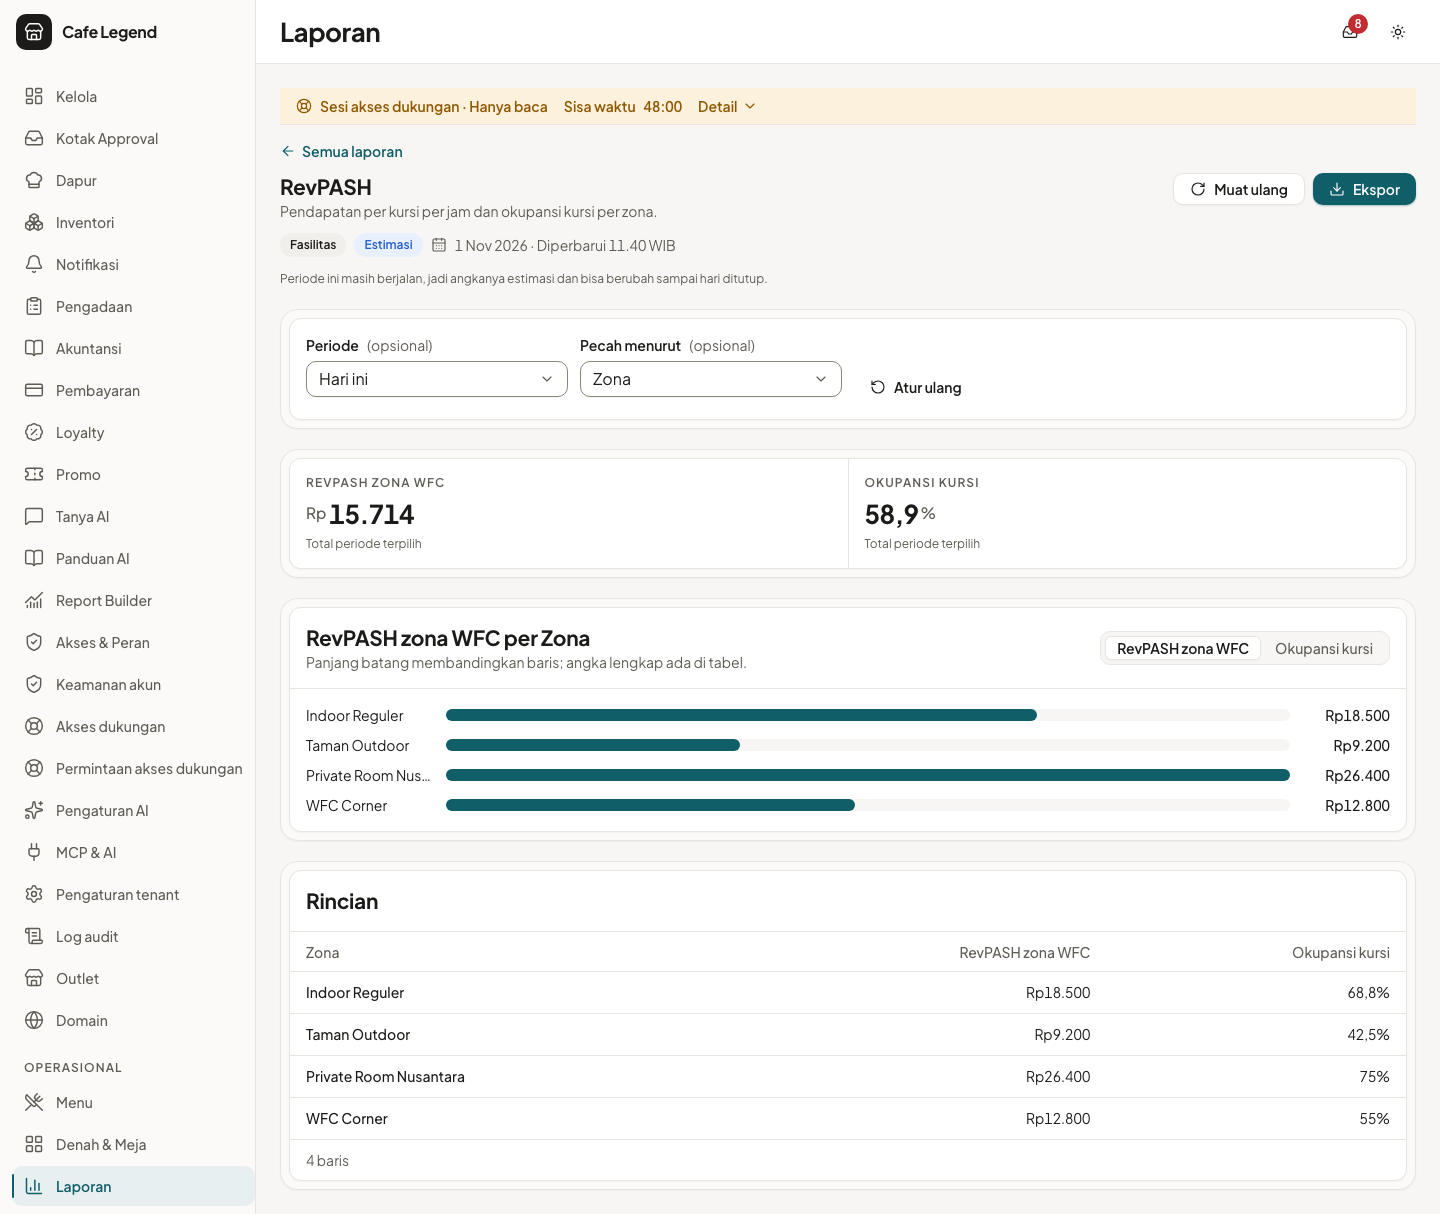 Cafe Legend
Kelola
Kotak Approval
Dapur
Inventori
Notifikasi
Pengadaan
Akuntansi
Pembayaran
Loyalty
Promo
Tanya AI
Panduan AI
Report Builder
Akses & Peran
Keamanan akun
Akses dukungan
Permintaan akses dukungan
Pengaturan AI
MCP & AI
Pengaturan tenant
Log audit
Outlet
Domain
OPERASIONAL
Menu
Denah & Meja
Laporan
Laporan
8
Sesi akses dukungan · Hanya baca Sisa waktu 48:00 Detail
Semua laporan
RevPASH
Pendapatan per kursi per jam dan okupansi kursi per zona.
Muat ulang Ekspor
Fasilitas Estimasi 1 Nov 2026 · Diperbarui 11.40 WIB
Periode ini masih berjalan, jadi angkanya estimasi dan bisa berubah sampai hari ditutup.
Periode (opsional) Pecah menurut (opsional)
Hari ini Zona Atur ulang
REVPASH ZONA WFC
Rp 15.714
Total periode terpilih
OKUPANSI KURSI
58,9 %
Total periode terpilih
RevPASH zona WFC per Zona
Panjang batang membandingkan baris; angka lengkap ada di tabel.
RevPASH zona WFC Okupansi kursi
Indoor Reguler Rp18.500
Taman Outdoor Rp9.200
Private Room Nus… Rp26.400
WFC Corner Rp12.800
Rincian
Zona RevPASH zona WFC Okupansi kursi
Indoor Reguler Rp18.500 68,8%
Taman Outdoor Rp9.200 42,5%
Private Room Nusantara Rp26.400 75%
WFC Corner Rp12.800 55%
4 baris